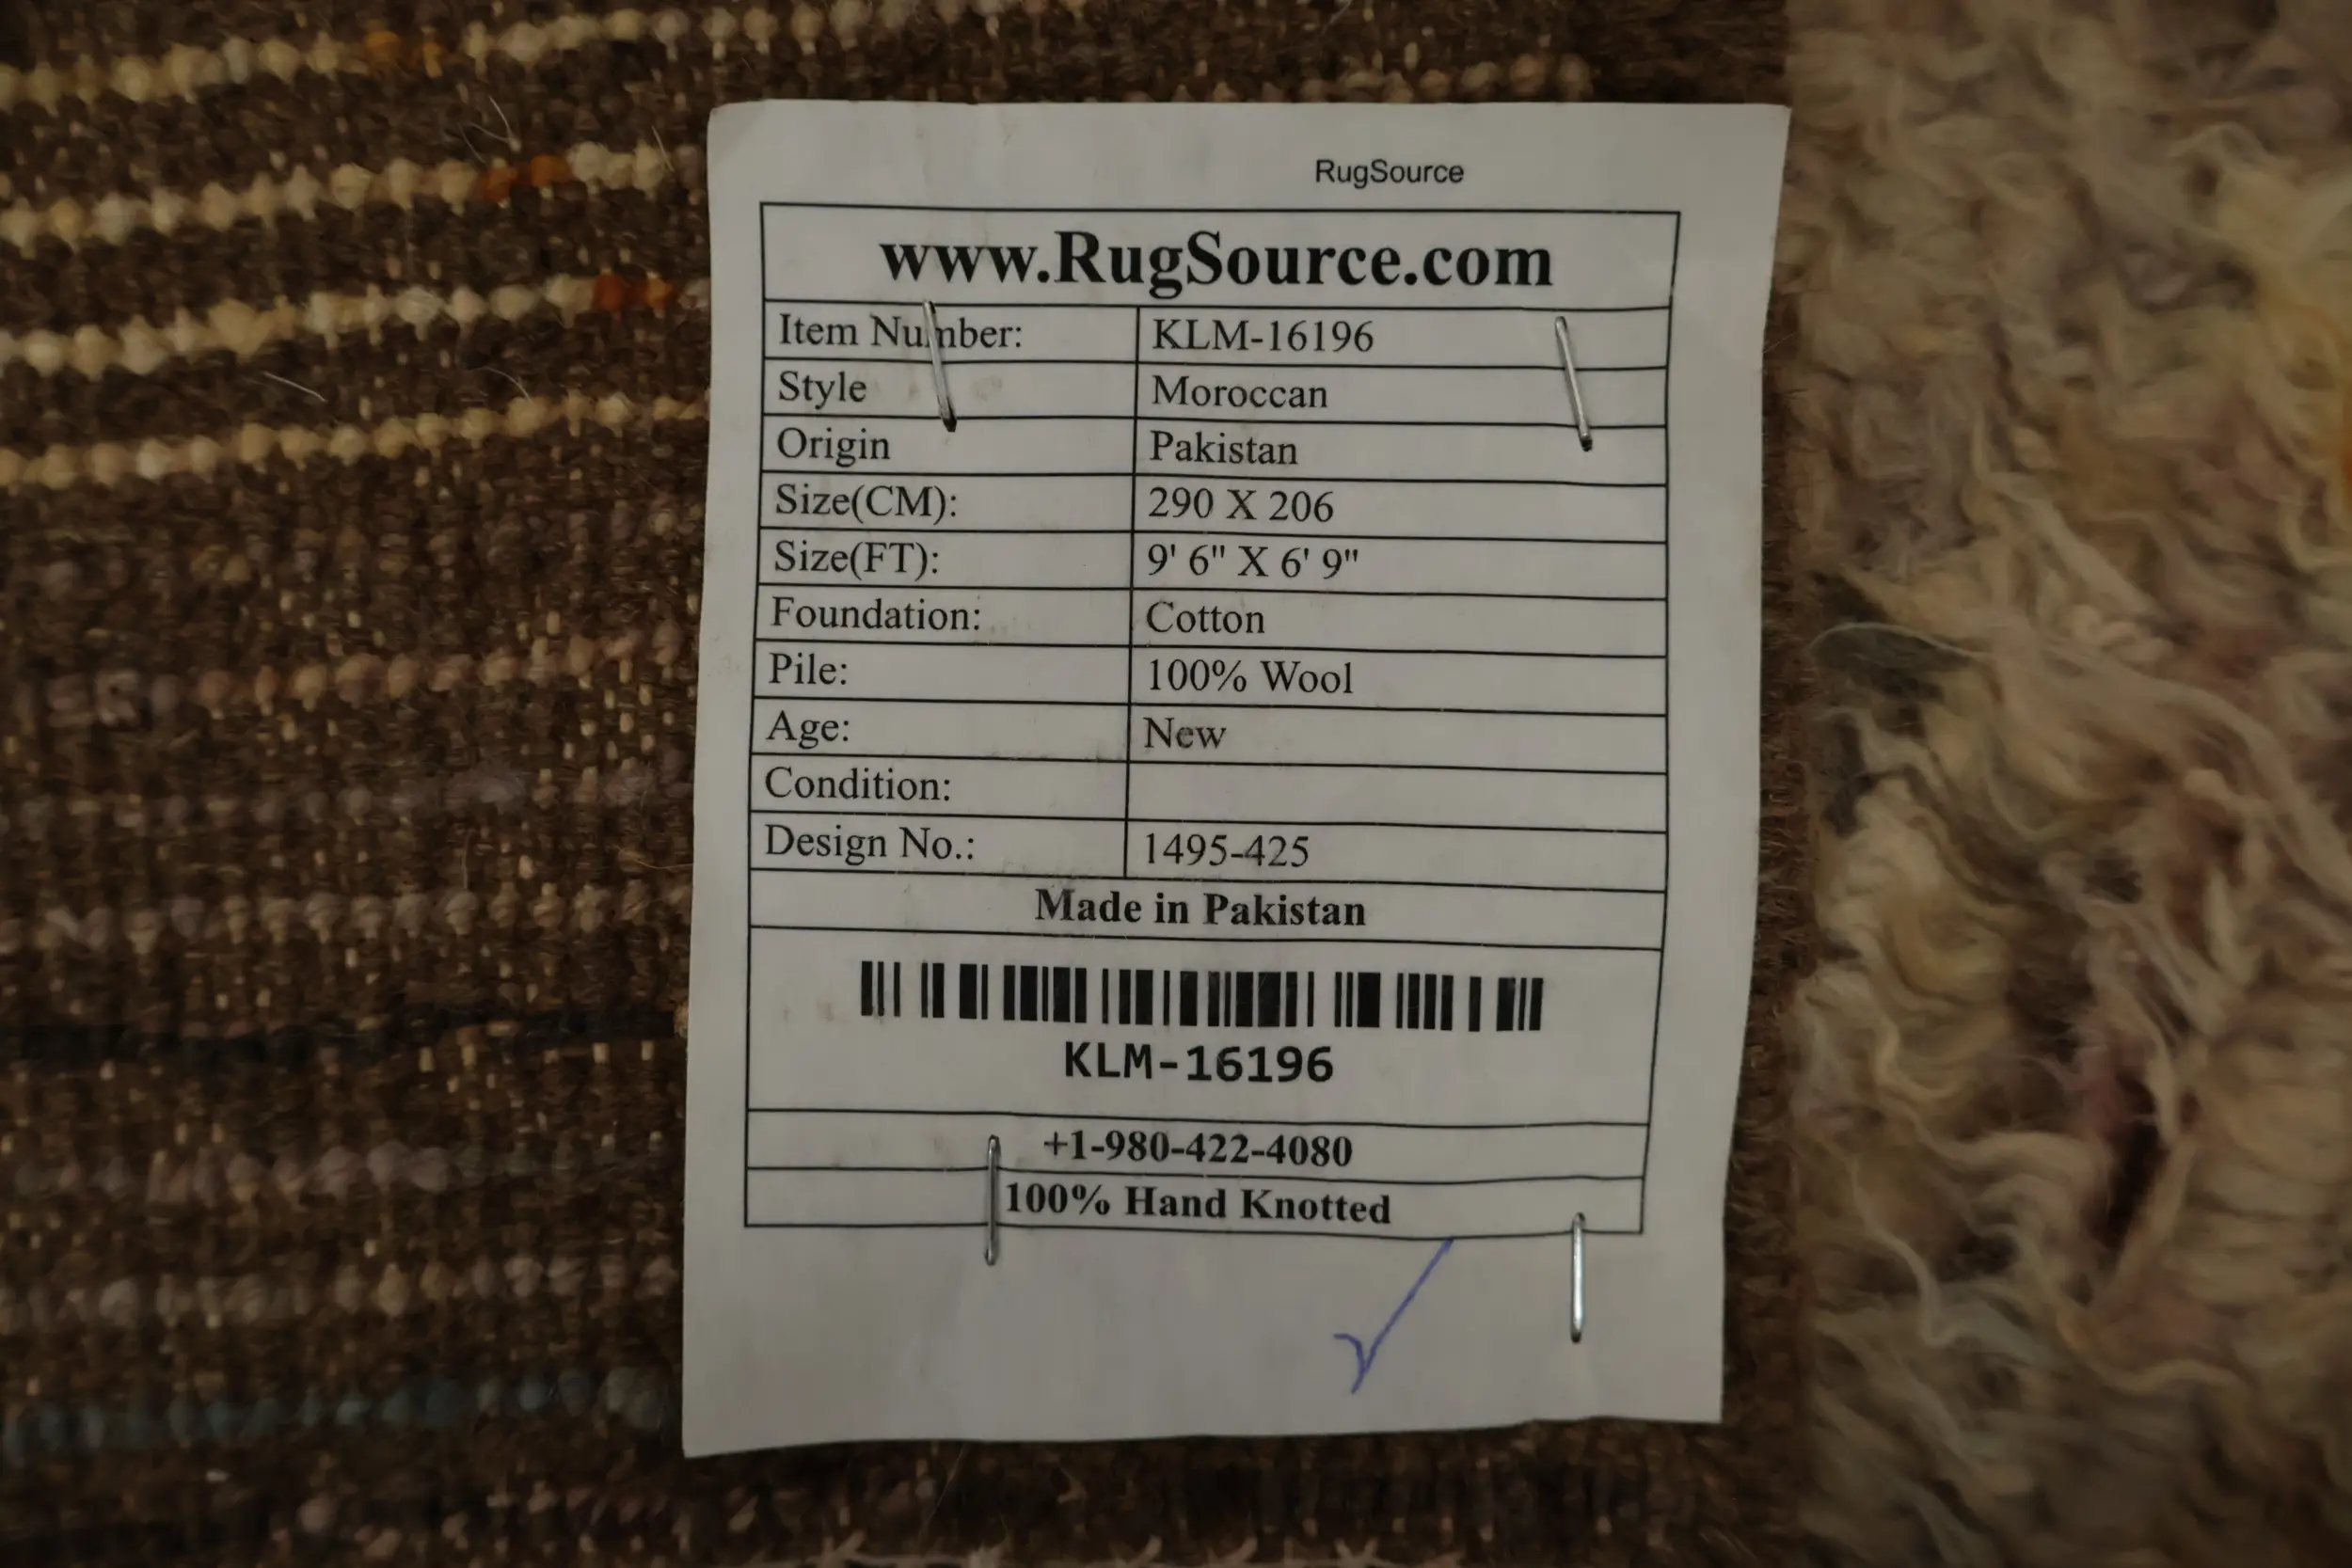 RugSource
www.RugSource.com
Item Number: KLM-16196
Style Moroccan
Origin Pakistan
Size(CM): 290 X 206
Size(FT): 9' 6" X 6' 9"
Foundation: Cotton
Pile: 100% Wool
Age: New
Condition:
Design No.: 1495-425
Made in Pakistan
KLM-16196
+1-980-422-4080
100% Hand Knotted